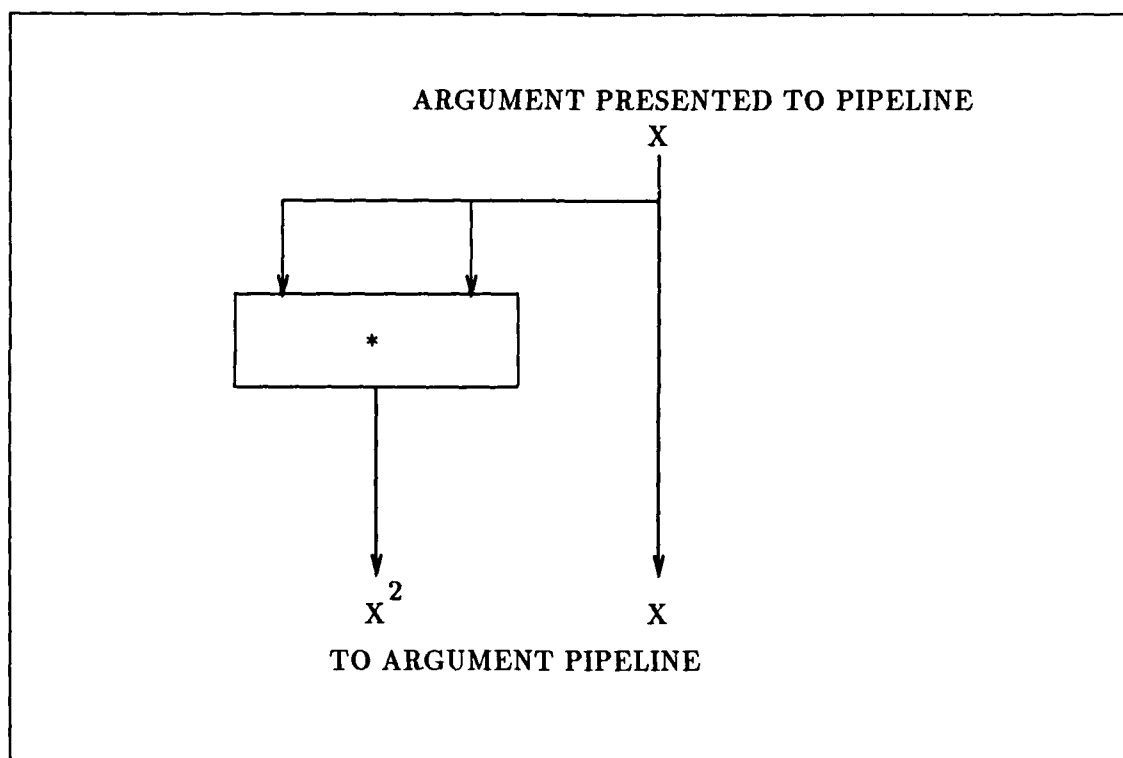 ARGUMENT PRESENTED TO PIPELINE
X
*
X² X
TO ARGUMENT PIPELINE